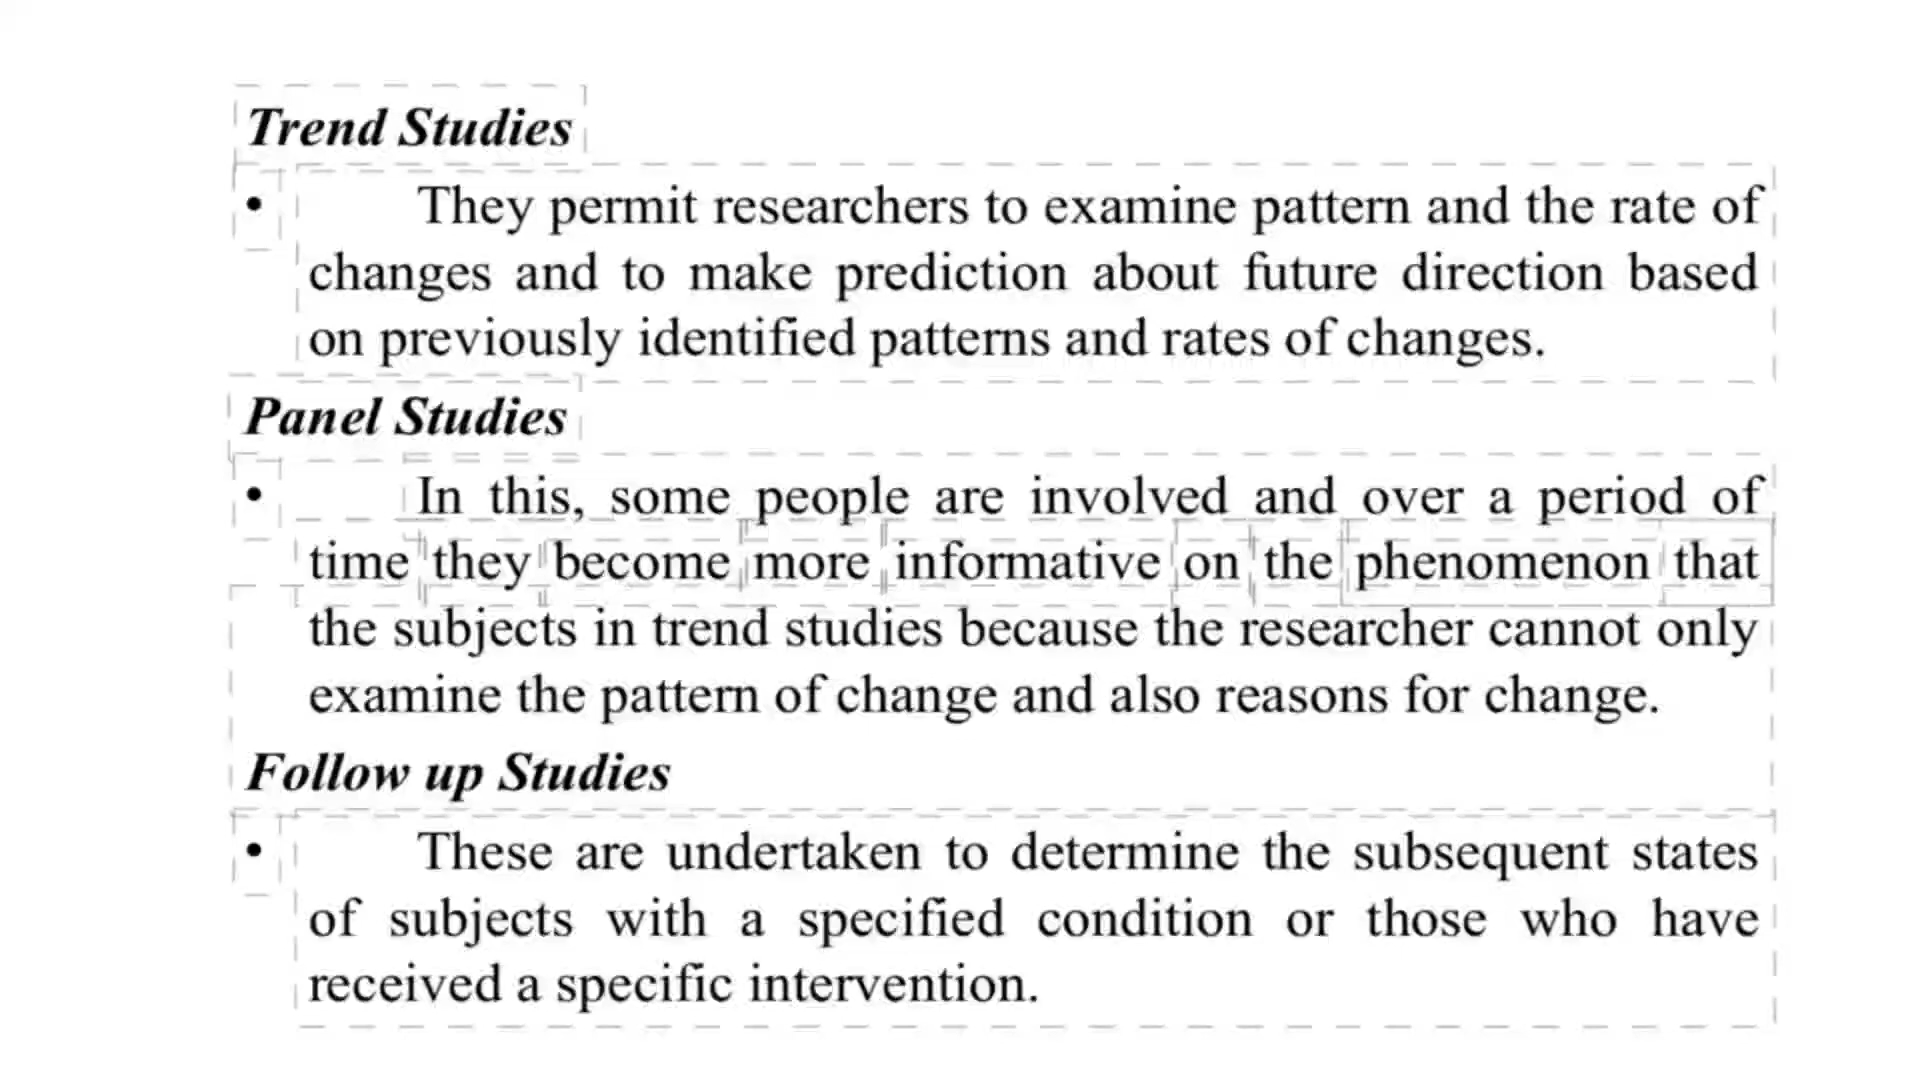 Trend Studies
• They permit researchers to examine pattern and the rate of
changes and to make prediction about future direction based
on previously identified patterns and rates of changes.
Panel Studies
• In this, some people are involved and over a period of
time they become more informative on the phenomenon that
the subjects in trend studies because the researcher cannot only
examine the pattern of change and also reasons for change.
Follow up Studies
• These are undertaken to determine the subsequent states
of subjects with a specified condition or those who have
received a specific intervention.